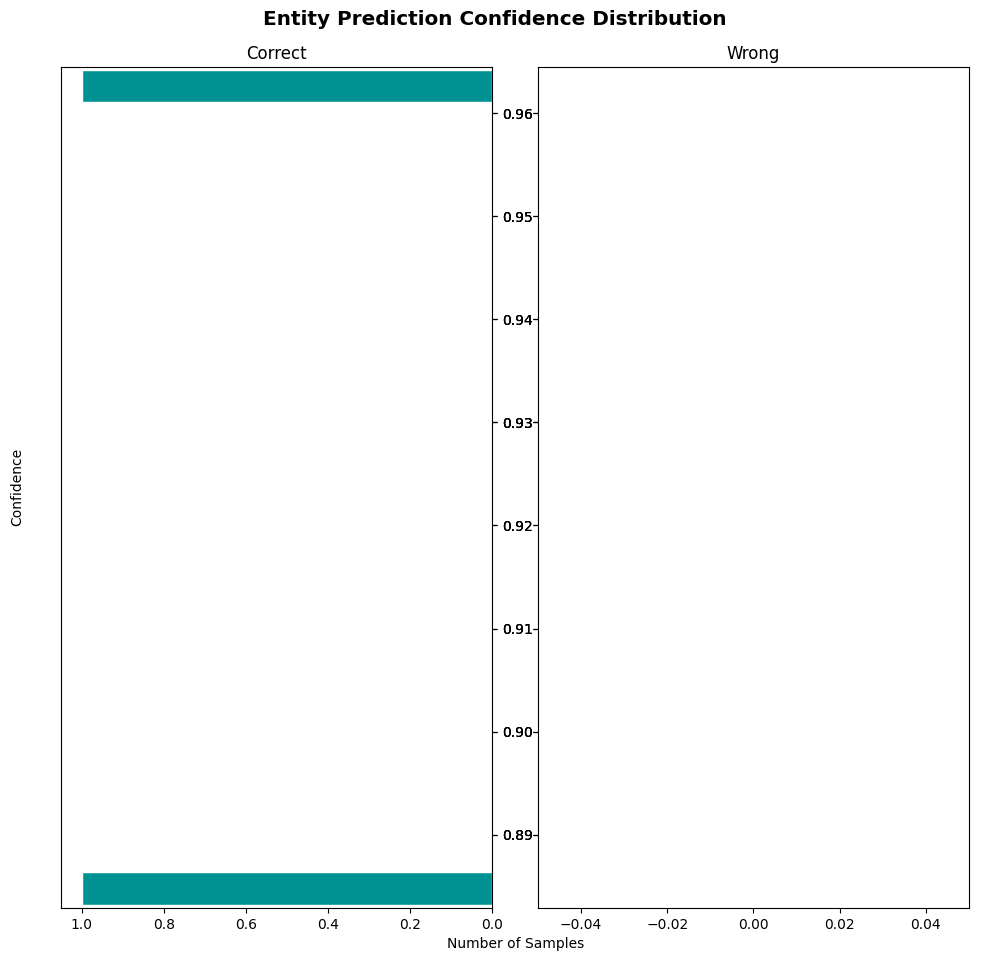 Entity Prediction Confidence Distribution
Correct
Wrong
0.96
0.95
0.94
0.93
0.92
0.91
0.90
0.89
Confidence
1.0 0.8 0.6 0.4 0.2 0.0
−0.04 −0.02 0.00 0.02 0.04
Number of Samples